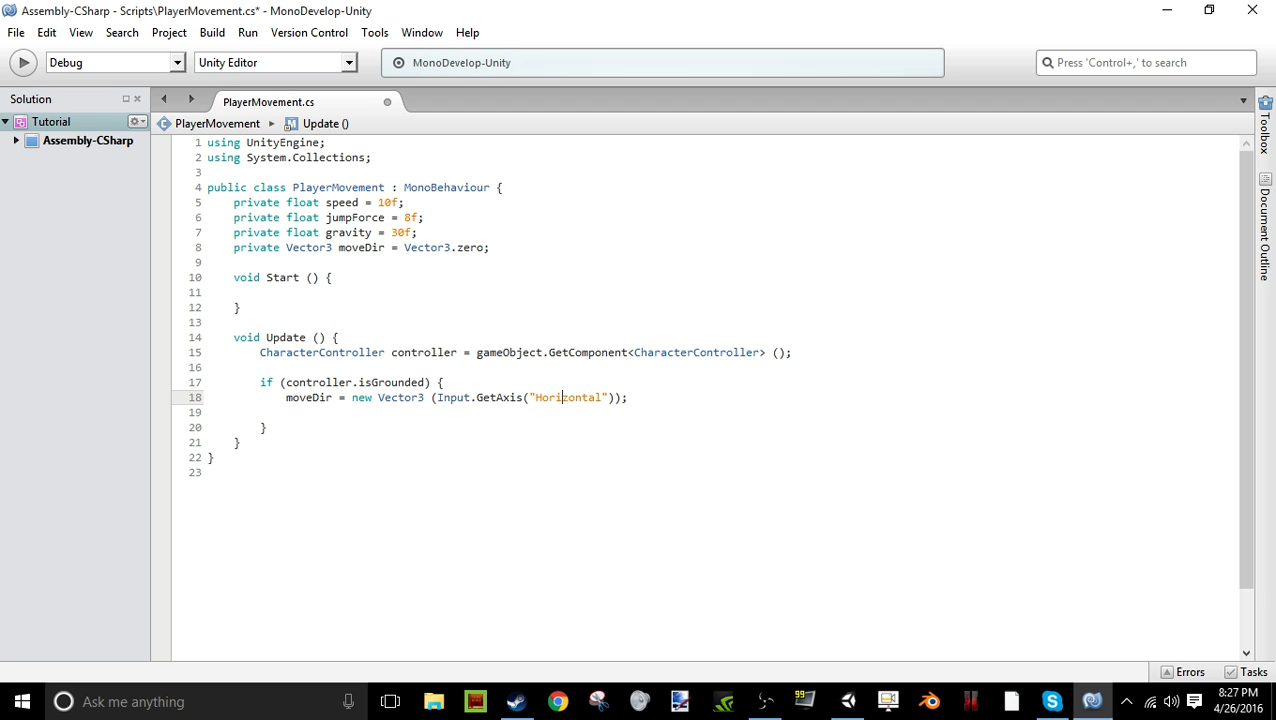 Assembly-CSharp - Scripts\PlayerMovement.cs* - MonoDevelop-Unity
File Edit View Search Project Build Run Version Control Tools Window Help
Debug Unity Editor MonoDevelop-Unity Press 'Control+,' to search
Solution PlayerMovement.cs
Tutorial PlayerMovement Update ()
Assembly-CSharp
Toolbox
Document Outline
1 using UnityEngine;
2 using System.Collections;
3
4 public class PlayerMovement : MonoBehaviour {
5 private float speed = 10f;
6 private float jumpForce = 8f;
7 private float gravity = 30f;
8 private Vector3 moveDir = Vector3.zero;
9
10 void Start () {
11
12 }
13
14 void Update () {
15 CharacterController controller = gameObject.GetComponent<CharacterController> ();
16
17 if (controller.isGrounded) {
18 moveDir = new Vector3 (Input.GetAxis("Horizontal"));
19
20 }
21 }
22 }
23
Errors Tasks
Ask me anything 99 8:27 PM
4/26/2016